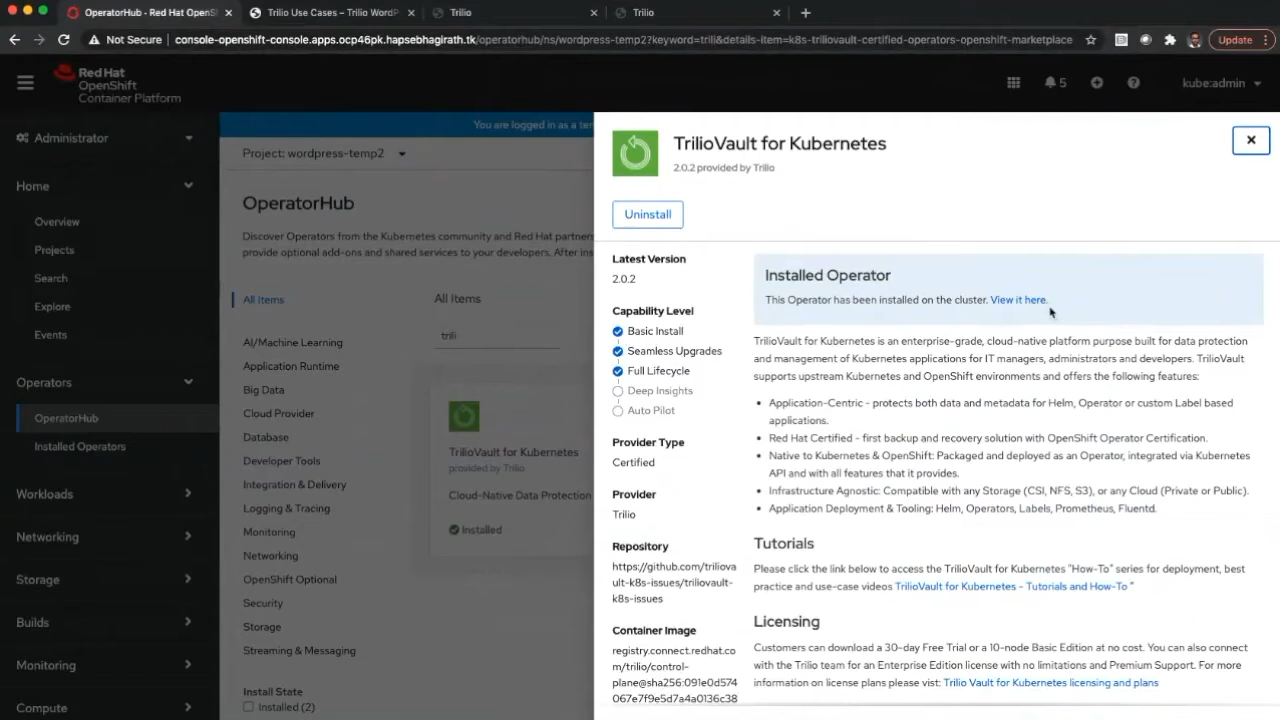 OperatorHub - Red Hat OpenS
Trilio Use Cases – Trilio WordP
Trilio
Trilio
Not Secure
console-openshift-console.apps.ocp46pk.hapsebhagirath.tk/operatorhub/ns/wordpress-temp2?keyword=trili&details-item=k8s-triliovault-certified-operators-openshift-marketplace
Update
Red Hat
OpenShift
Container Platform
5
kube:admin
Administrator
Home
Overview
Projects
Search
Explore
Events
Operators
OperatorHub
Installed Operators
Workloads
Networking
Storage
Builds
Monitoring
Compute
You are logged in as a ten
Project: wordpress-temp2
OperatorHub
Discover Operators from the Kubernetes community and Red Hat partners
provide optional add-ons and shared services to your developers. After ins
All Items
AI/Machine Learning
Application Runtime
Big Data
Cloud Provider
Database
Developer Tools
Integration & Delivery
Logging & Tracing
Monitoring
Networking
OpenShift Optional
Security
Storage
Streaming & Messaging
Install State
Installed (2)
All Items
trili
TrilioVault for Kubernetes
provided by Trilio
Cloud-Native Data Protection
Installed
TrilioVault for Kubernetes
2.0.2 provided by Trilio
Uninstall
Latest Version
2.0.2
Capability Level
Basic Install
Seamless Upgrades
Full Lifecycle
Deep Insights
Auto Pilot
Provider Type
Certified
Provider
Trilio
Repository
https://github.com/triliova
ult-k8s-issues/triliovault-
k8s-issues
Container Image
registry.connect.redhat.co
m/trilio/control-
plane@sha256:091e0d574
067e7f9e5d7a4a0136c38
Installed Operator
This Operator has been installed on the cluster. View it here.
TrilioVault for Kubernetes is an enterprise-grade, cloud-native platform purpose built for data protection
and management of Kubernetes applications for IT managers, administrators and developers. TrilioVault
supports upstream Kubernetes and OpenShift environments and offers the following features:
• Application-Centric - protects both data and metadata for Helm, Operator or custom Label based
applications.
• Red Hat Certified - first backup and recovery solution with OpenShift Operator Certification.
• Native to Kubernetes & OpenShift: Packaged and deployed as an Operator, integrated via Kubernetes
API and with all features that it provides.
• Infrastructure Agnostic: Compatible with any Storage (CSI, NFS, S3), or any Cloud (Private or Public).
• Application Deployment & Tooling: Helm, Operators, Labels, Prometheus, Fluentd.
Tutorials
Please click the link below to access the TrilioVault for Kubernetes "How-To" series for deployment, best
practice and use-case videos TrilioVault for Kubernetes - Tutorials and How-To "
Licensing
Customers can download a 30-day Free Trial or a 10-node Basic Edition at no cost. You can also connect
with the Trilio team for an Enterprise Edition license with no limitations and Premium Support. For more
information on license plans please vist: Trilio Vault for Kubernetes licensing and plans